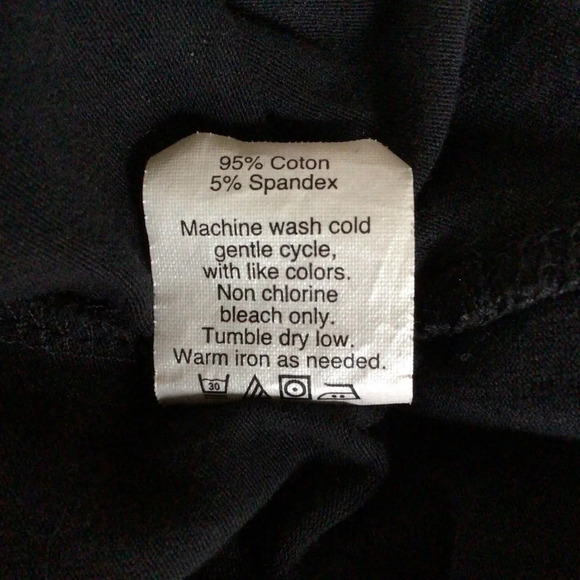 95% Coton
5% Spandex
Machine wash cold
gentle cycle,
with like colors.
Non chlorine
bleach only.
Tumble dry low.
Warm iron as needed.
30